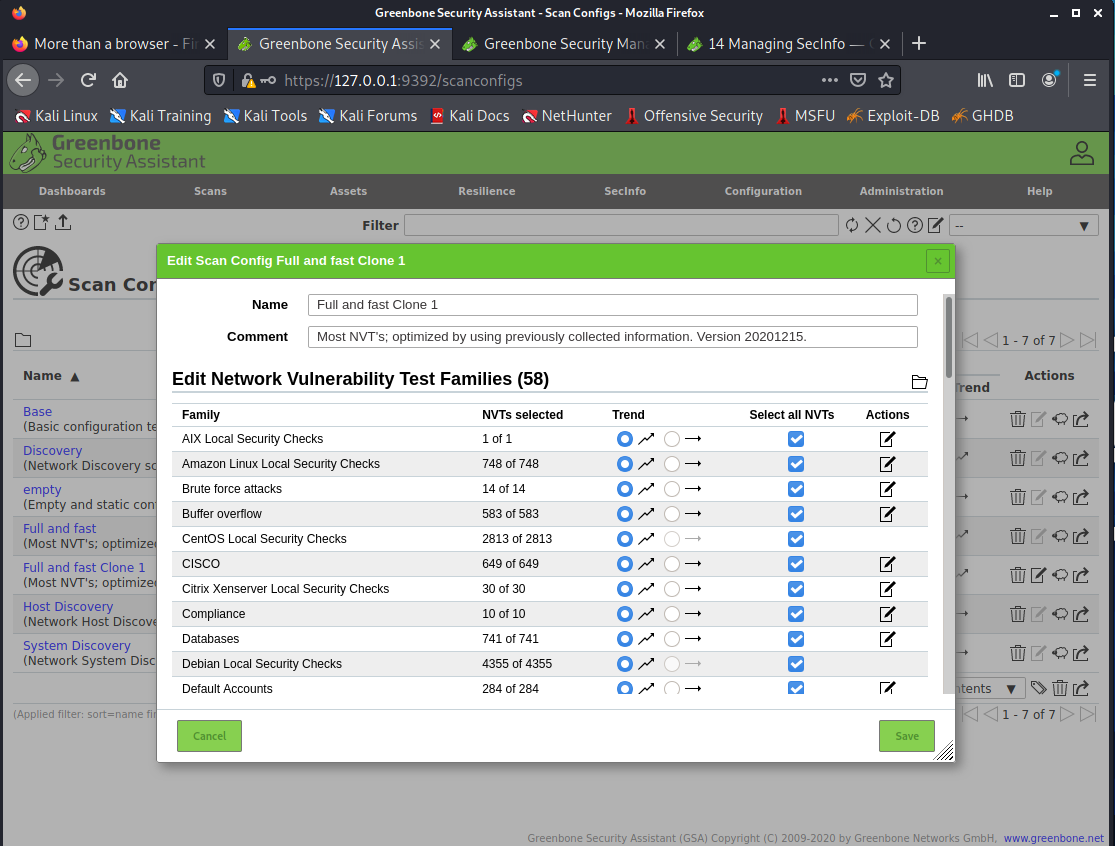 Greenbone Security Assistant - Scan Configs - Mozilla Firefox
More than a browser - Fi
Greenbone Security Assis
Greenbone Security Man
14 Managing SecInfo —
https://127.0.0.1:9392/scanconfigs
Kali Linux Kali Training Kali Tools Kali Forums Kali Docs NetHunter Offensive Security MSFU Exploit-DB GHDB
Greenbone
Security Assistant
Dashboards Scans Assets Resilience SecInfo Configuration Administration Help
Filter --
Scan Con
Edit Scan Config Full and fast Clone 1
×
Name Full and fast Clone 1
Comment Most NVT's; optimized by using previously collected information. Version 20201215.
Edit Network Vulnerability Test Families (58)
Family NVTs selected Trend Select all NVTs Actions
AIX Local Security Checks 1 of 1
Amazon Linux Local Security Checks 748 of 748
Brute force attacks 14 of 14
Buffer overflow 583 of 583
CentOS Local Security Checks 2813 of 2813
CISCO 649 of 649
Citrix Xenserver Local Security Checks 30 of 30
Compliance 10 of 10
Databases 741 of 741
Debian Local Security Checks 4355 of 4355
Default Accounts 284 of 284
Cancel Save
1 - 7 of 7
Name ▲ Trend Actions
Base
(Basic configuration te
Discovery
(Network Discovery sc
empty
(Empty and static con
Full and fast
(Most NVT's; optimize
Full and fast Clone 1
(Most NVT's; optimize
Host Discovery
(Network Host Discove
System Discovery
(Network System Disc
ntents ▼
(Applied filter: sort=name fir
1 - 7 of 7
Greenbone Security Assistant (GSA) Copyright (C) 2009-2020 by Greenbone Networks GmbH, www.greenbone.net